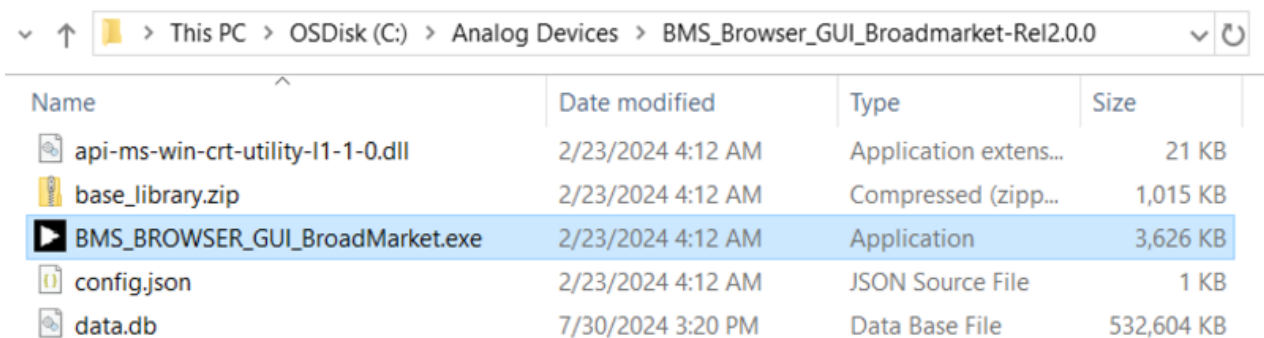 This PC > OSDisk (C:) > Analog Devices > BMS_Browser_GUI_Broadmarket-Rel2.0.0
Name Date modified Type Size
api-ms-win-crt-utility-l1-1-0.dll 2/23/2024 4:12 AM Application extens... 21 KB
base_library.zip 2/23/2024 4:12 AM Compressed (zipp... 1,015 KB
BMS_BROWSER_GUI_BroadMarket.exe 2/23/2024 4:12 AM Application 3,626 KB
config.json 2/23/2024 4:12 AM JSON Source File 1 KB
data.db 7/30/2024 3:20 PM Data Base File 532,604 KB